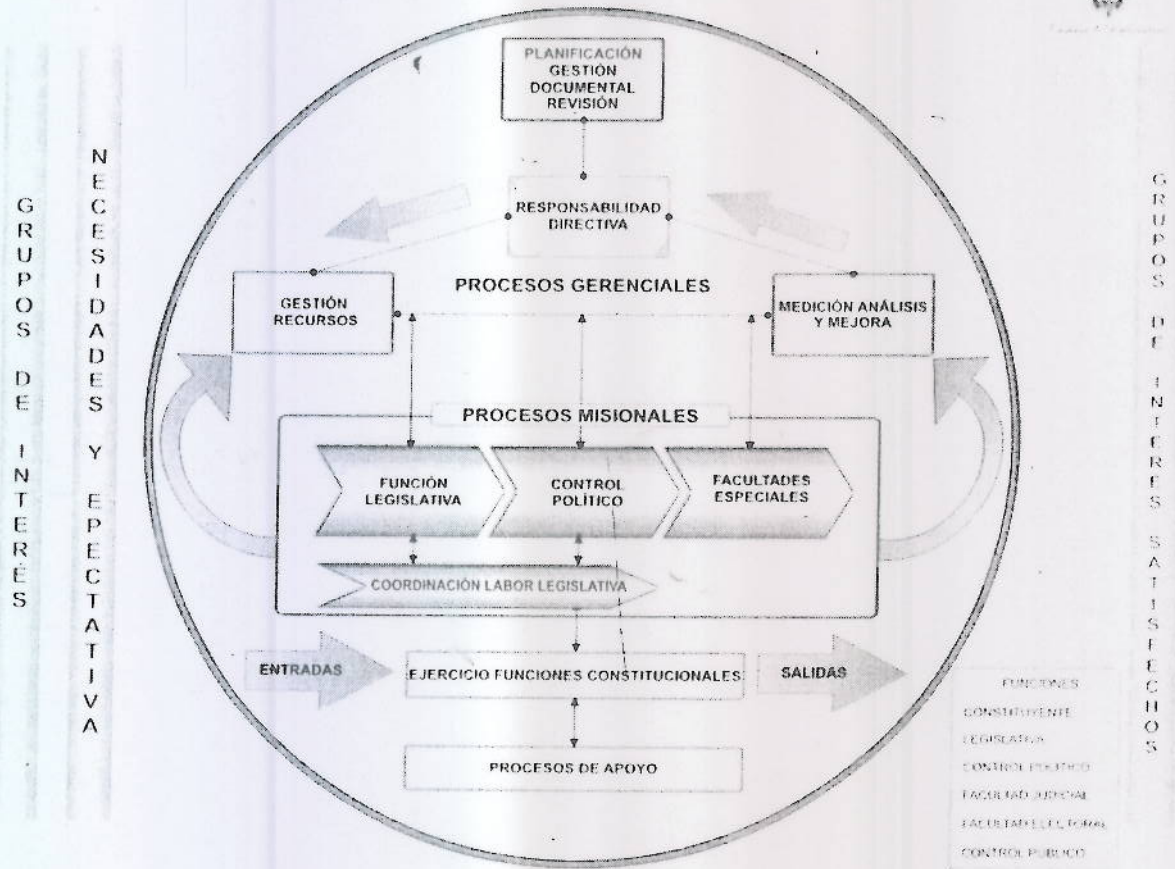 GRUPOS DE INTERÉS
NECESIDADES Y EPECTATIVA
PLANIFICACIÓN
GESTIÓN
DOCUMENTAL
REVISIÓN
RESPONSABILIDAD
DIRECTIVA
PROCESOS GERENCIALES
GESTIÓN
RECURSOS
MEDICIÓN ANÁLISIS
Y MEJORA
PROCESOS MISIONALES
FUNCIÓN
LEGISLATIVA
CONTROL
POLÍTICO
FACULTADES
ESPECIALES
COORDINACIÓN LABOR LEGISLATIVA
ENTRADAS
EJERCICIO FUNCIONES CONSTITUCIONALES
SALIDAS
PROCESOS DE APOYO
GRUPOS DE INTERES SATISFECHOS
FUNCIONES
CONSTITUYENTE
LEGISLATIVA
CONTROL POLÍTICO
FACULTAD JUDICIAL
FACULTAD ELECTORAL
CONTROL PÚBLICO